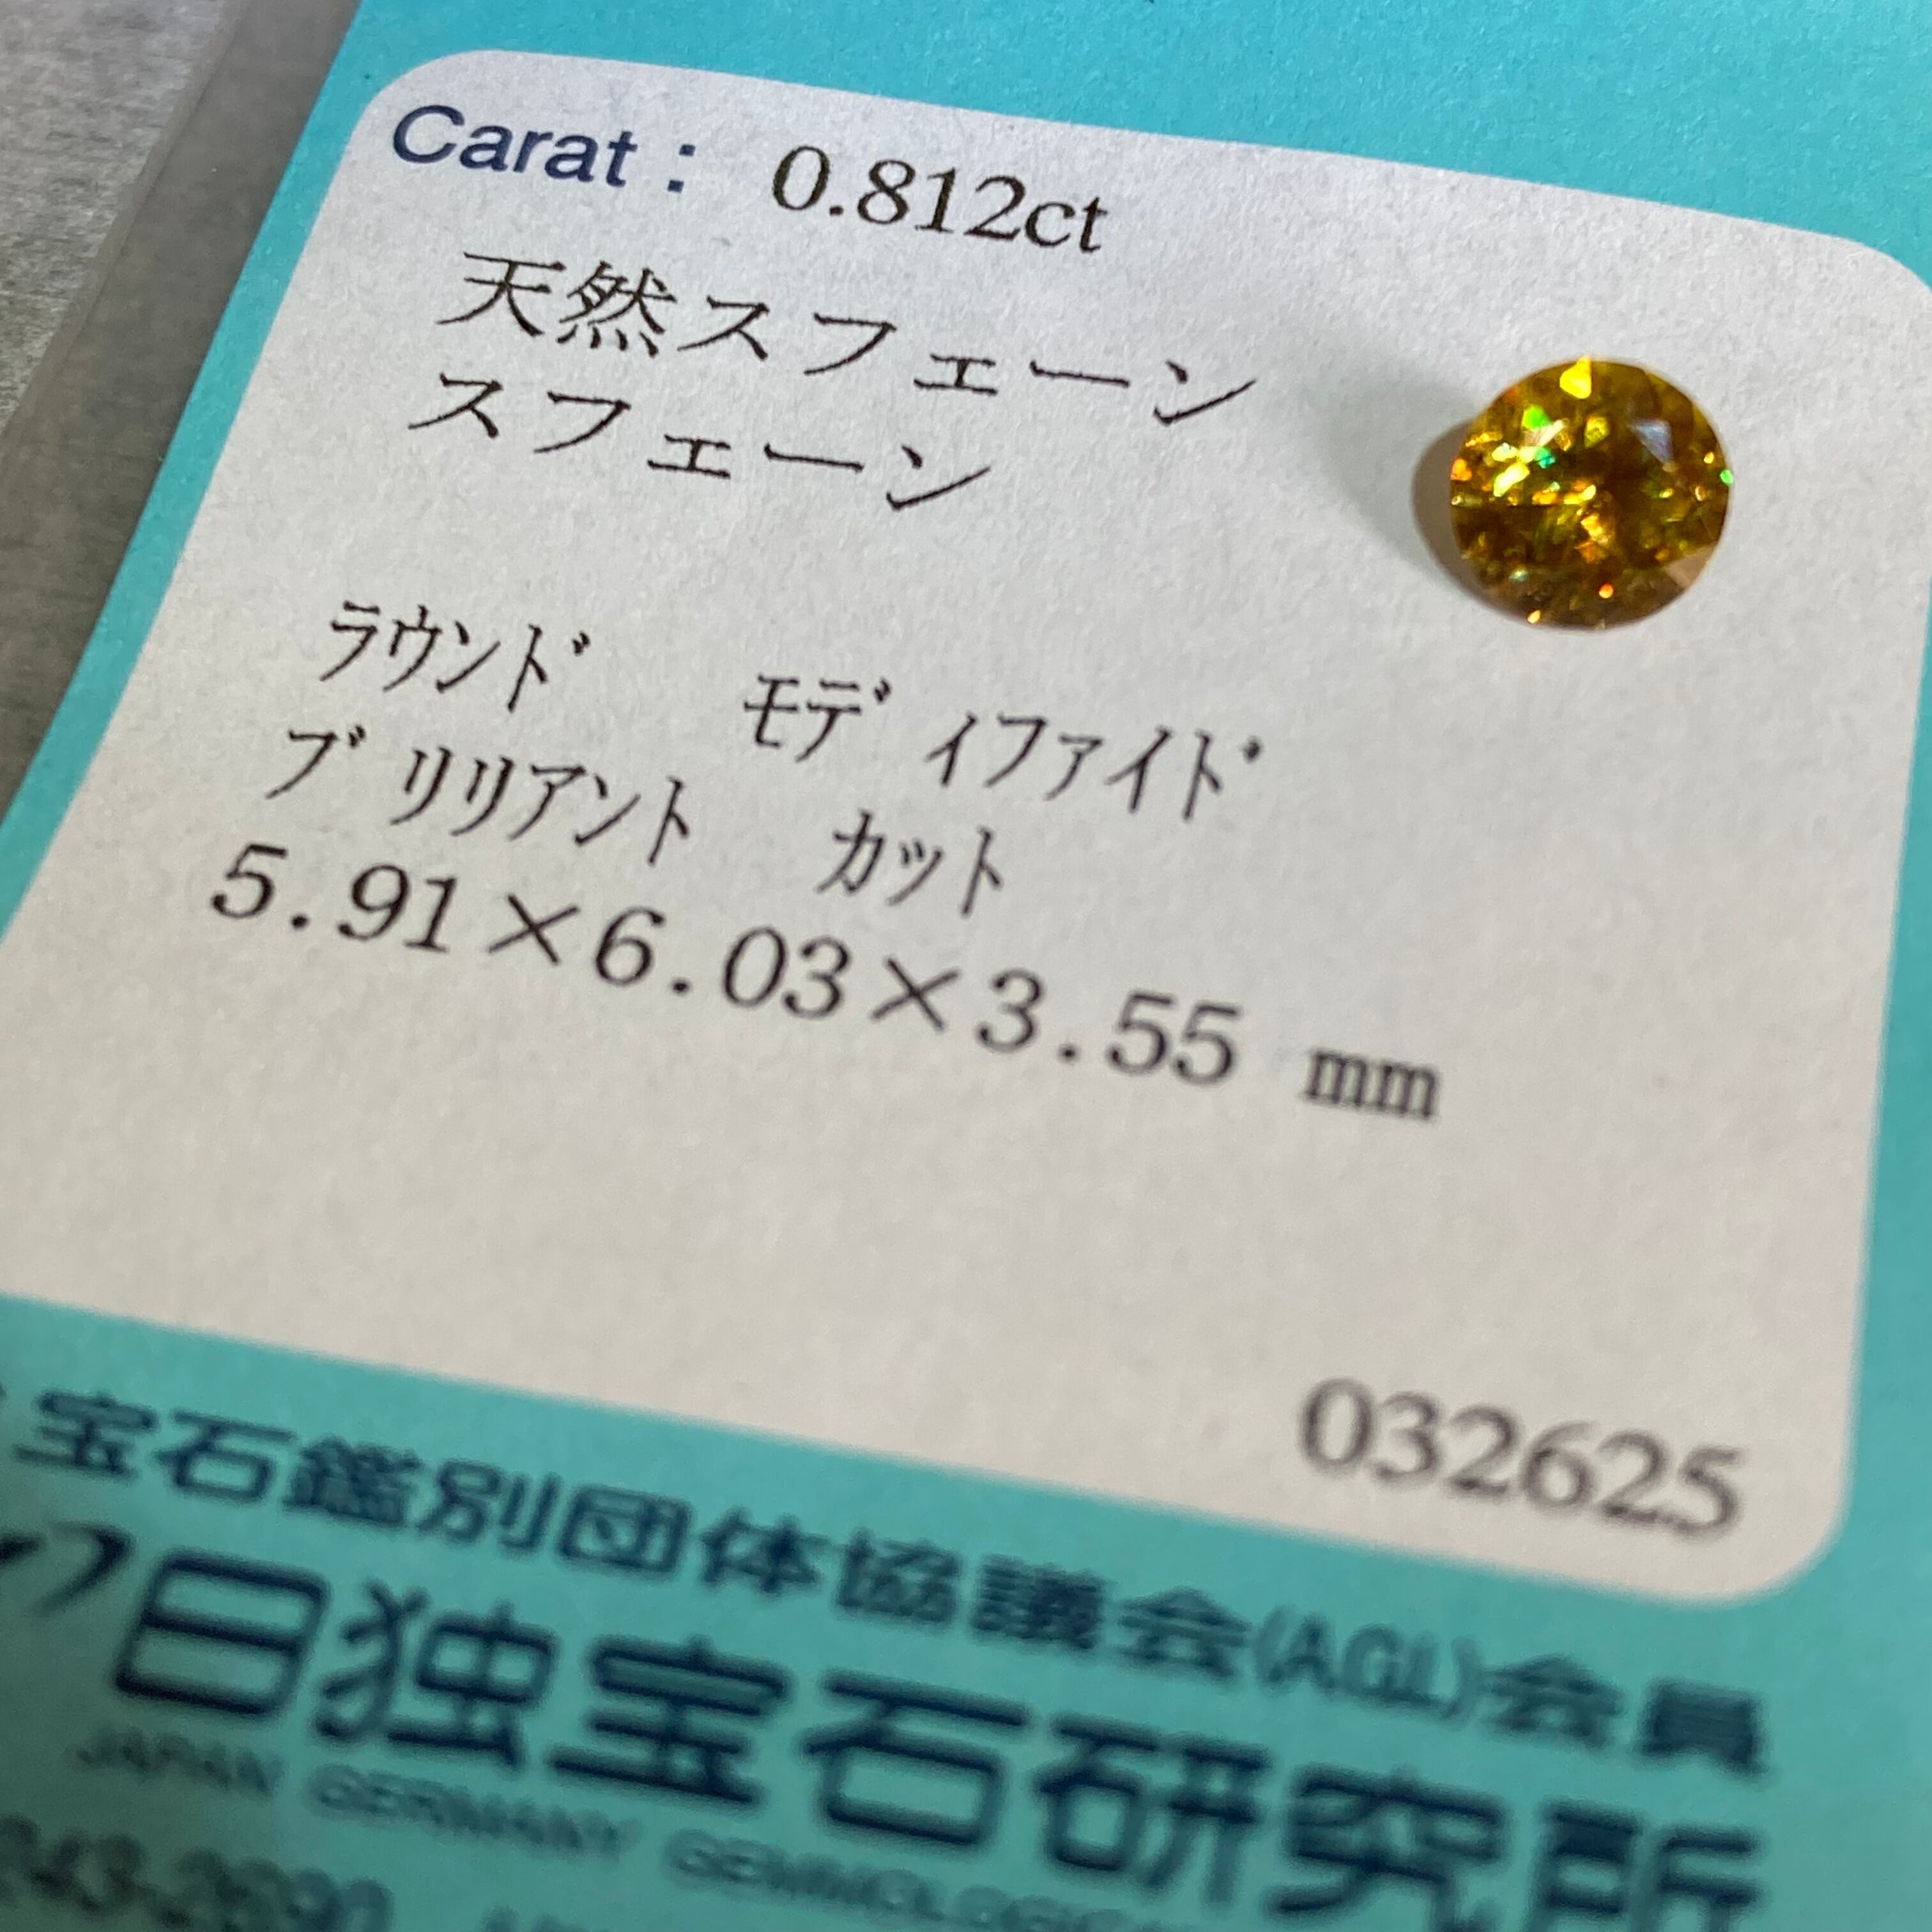 Carat : 0.812ct
天然スフェーン
スフェーン
ﾗｳﾝﾄﾞ ﾓﾃﾞｨﾌｧｲﾄﾞ
ﾌﾞﾘﾘｱﾝﾄ ｶｯﾄ
5.91×6.03×3.55 mm
032625
宝石鑑別団体協議会(AGL)会員
日独宝石研究所
JAPAN GERMANY GEMMOLOGICAL